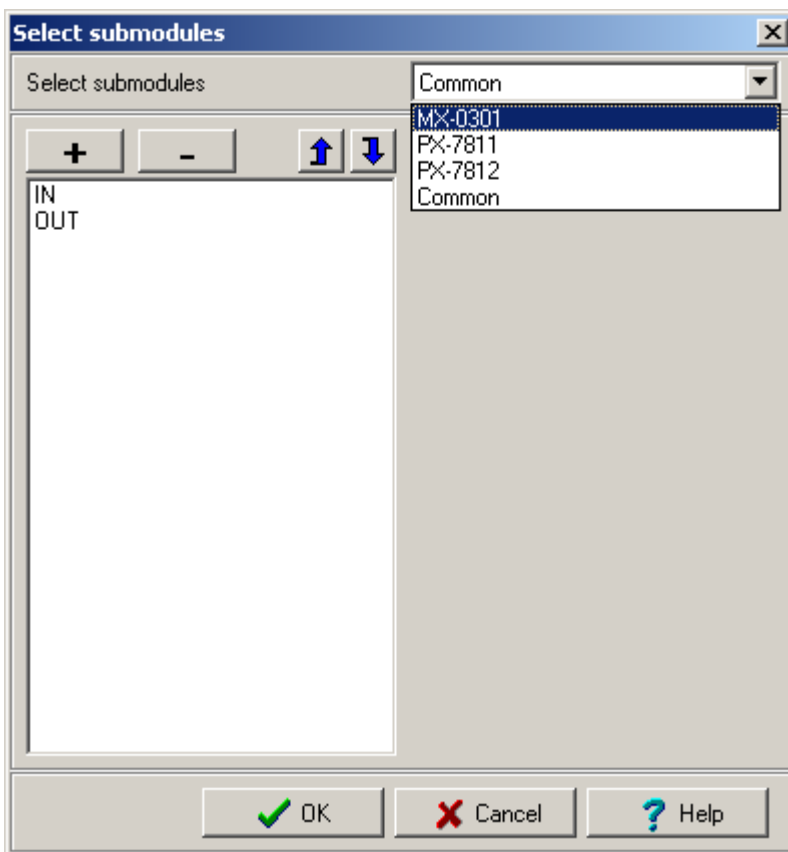 Select submodules
Select submodules
Common
MX-0301
PX-7811
PX-7812
Common
+ -
IN
OUT
OK Cancel Help